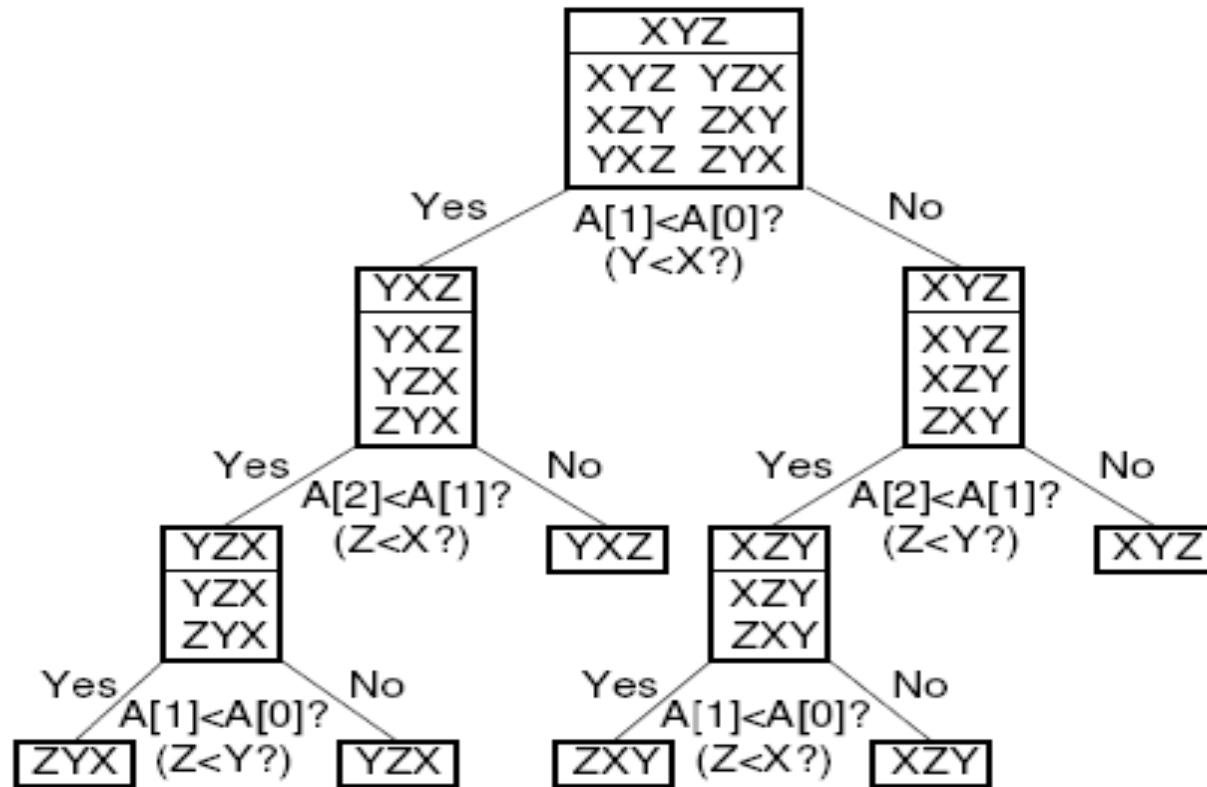 XYZ
XYZ YZX
XZY ZXY
YXZ ZYX
Yes
A[1]<A[0]?
(Y<X?)
No
YXZ
YXZ
YZX
ZYX
XYZ
XYZ
XZY
ZXY
Yes
A[2]<A[1]?
(Z<X?)
No
Yes
A[2]<A[1]?
(Z<Y?)
No
YZX
YZX
ZYX
YXZ
XZY
XZY
ZXY
XYZ
Yes
A[1]<A[0]?
(Z<Y?)
No
Yes
A[1]<A[0]?
(Z<X?)
No
ZYX
YZX
ZXY
XZY